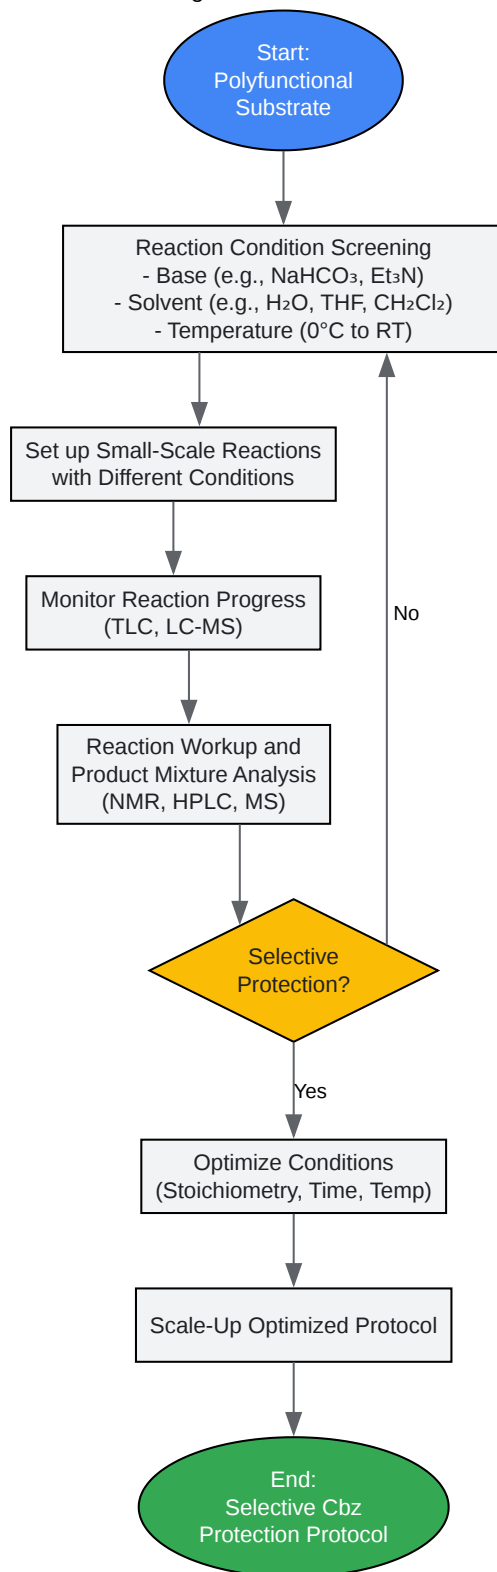 Start:
Polyfunctional
Substrate
Reaction Condition Screening
- Base (e.g., NaHCO₃, Et₃N)
- Solvent (e.g., H₂O, THF, CH₂Cl₂)
- Temperature (0°C to RT)
Set up Small-Scale Reactions
with Different Conditions
Monitor Reaction Progress
(TLC, LC-MS)
No
Reaction Workup and
Product Mixture Analysis
(NMR, HPLC, MS)
Selective
Protection?
Yes
Optimize Conditions
(Stoichiometry, Time, Temp)
Scale-Up Optimized Protocol
End:
Selective Cbz
Protection Protocol